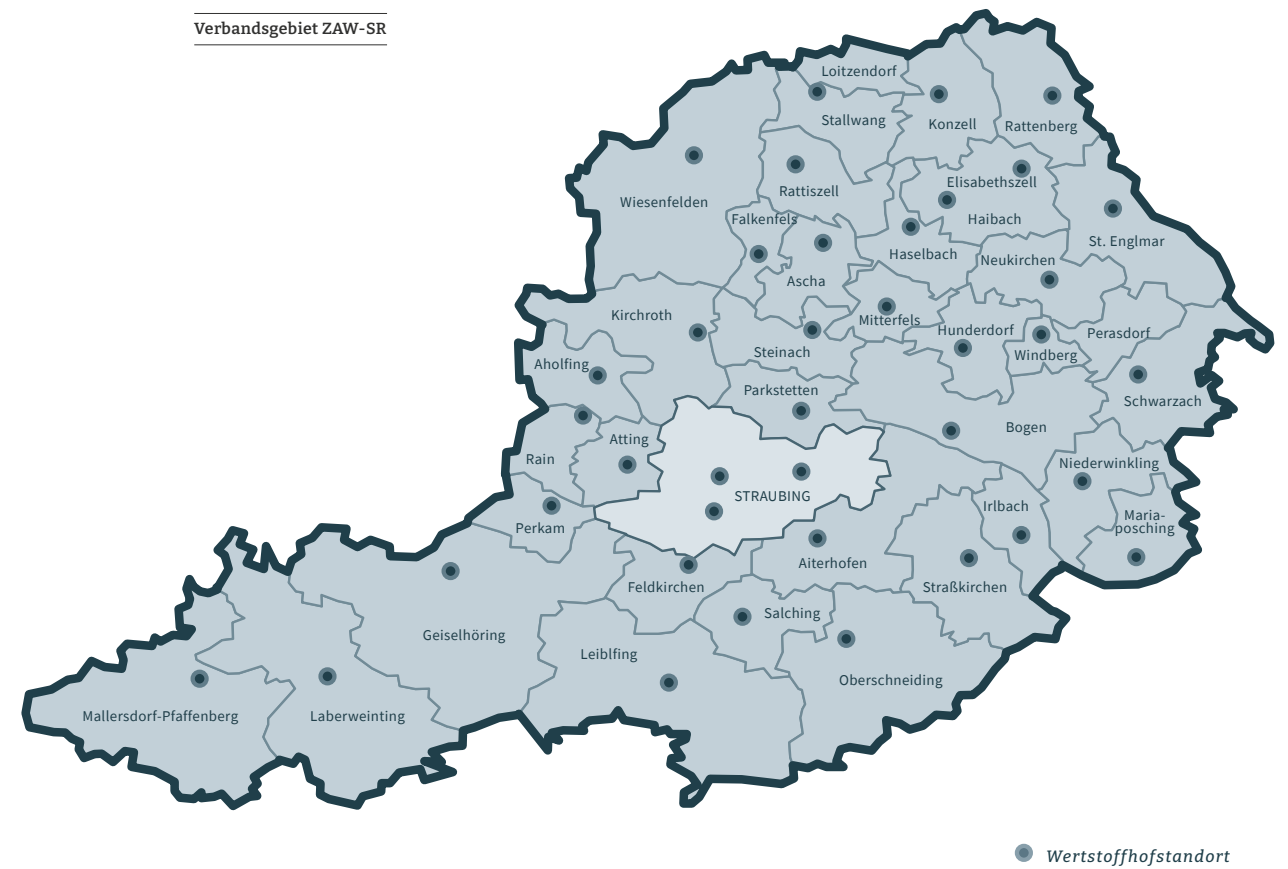 Verbandsgebiet ZAW-SR
Loitzendorf
Stallwang
Konzell
Rattenberg
Elisabethszell
Rattiszell
Wiesenfelden
Falkenfels
Haibach
St. Englmar
Haselbach
Neukirchen
Ascha
Kirchroth
Mitterfels
Hunderdorf
Perasdorf
Steinach
Windberg
Aholfing
Parkstetten
Schwarzach
Bogen
Atting
Rain
Niederwinkling
STRAUBING
Irlbach
Maria-
posching
Perkam
Aiterhofen
Feldkirchen
Straßkirchen
Salching
Geiselhöring
Leiblfing
Oberschneiding
Mallersdorf-Pfaffenberg
Laberweinting
Wertstoffhofstandort